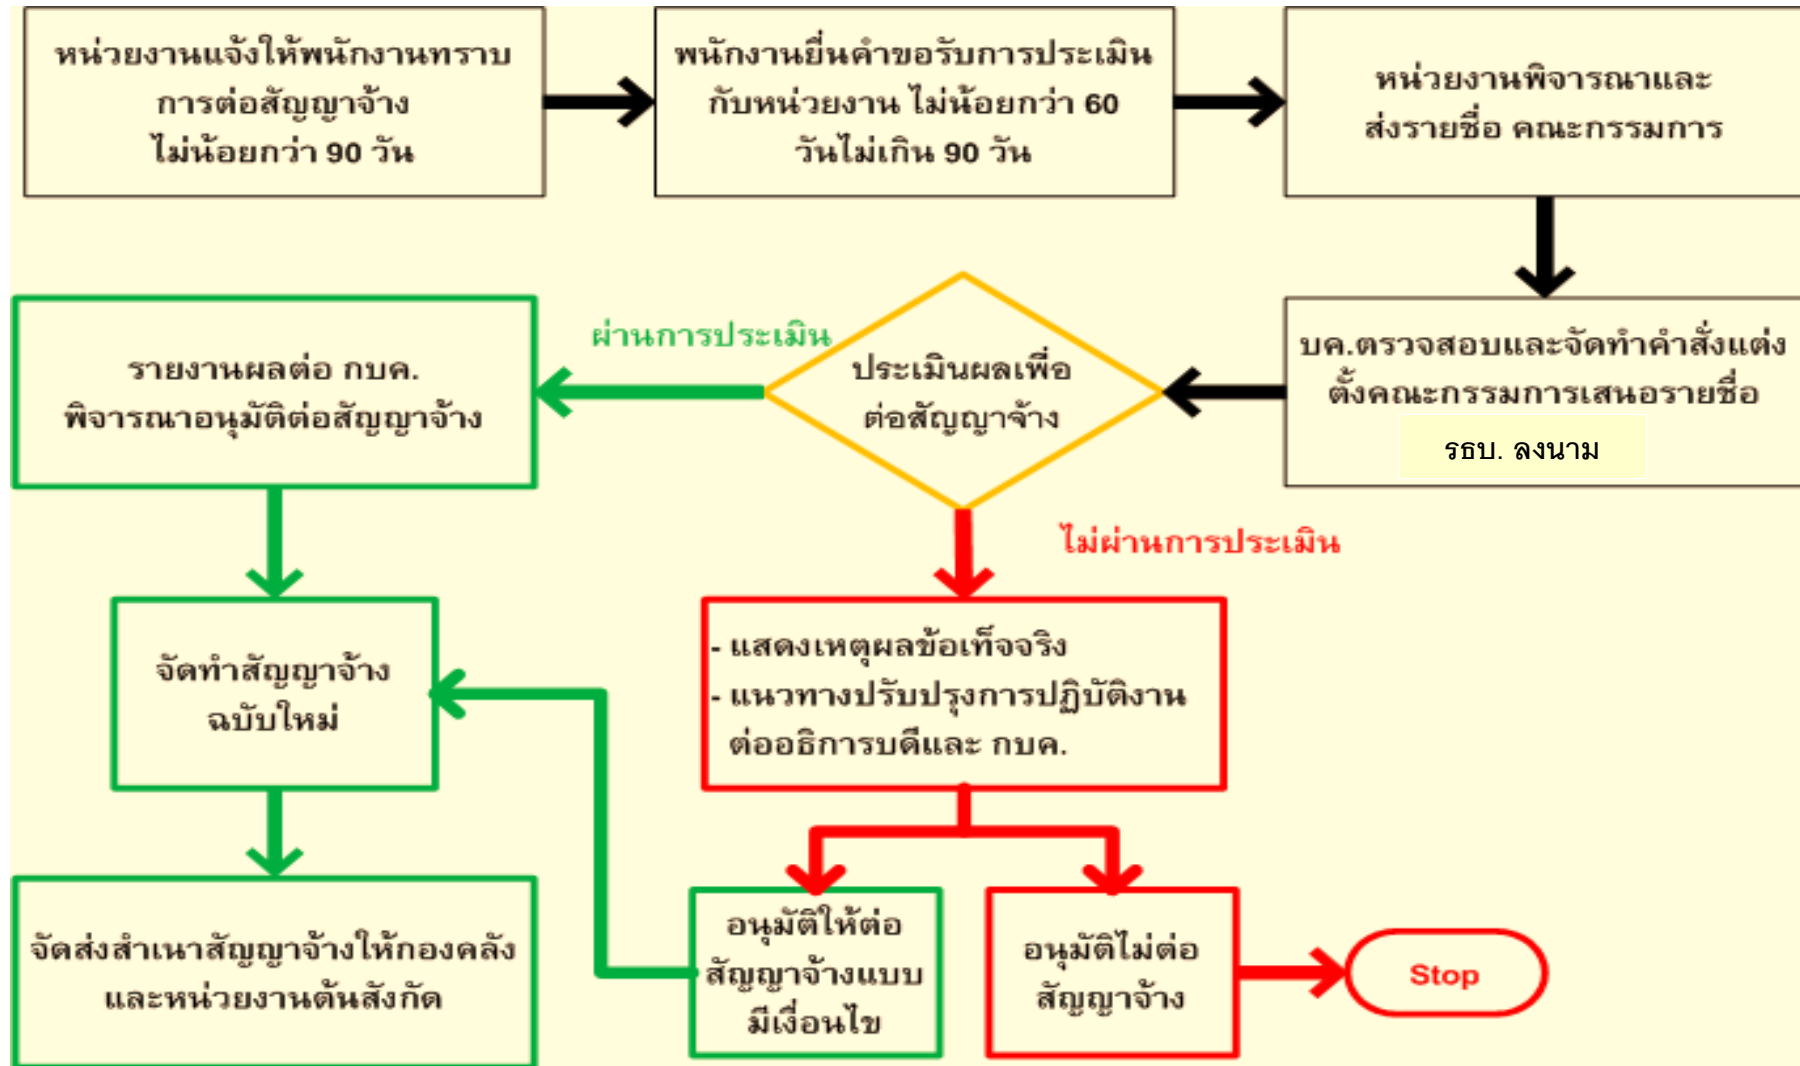 หน่วยงานแจ้งให้พนักงานทราบ
การต่อสัญญาจ้าง
ไม่น้อยกว่า 90 วัน
พนักงานยื่นคำขอรับการประเมิน
กับหน่วยงาน ไม่น้อยกว่า 60
วันไม่เกิน 90 วัน
หน่วยงานพิจารณาและ
ส่งรายชื่อ คณะกรรมการ
บค.ตรวจสอบและจัดทำคำสั่งแต่ง
ตั้งคณะกรรมการเสนอรายชื่อ
รธบ. ลงนาม
ประเมินผลเพื่อ
ต่อสัญญาจ้าง
ผ่านการประเมิน
รายงานผลต่อ กบค.
พิจารณาอนุมัติต่อสัญญาจ้าง
ไม่ผ่านการประเมิน
จัดทำสัญญาจ้าง
ฉบับใหม่
- แสดงเหตุผลข้อเท็จจริง
- แนวทางปรับปรุงการปฏิบัติงาน
ต่ออธิการบดีและ กบค.
จัดส่งสำเนาสัญญาจ้างให้กองคลัง
และหน่วยงานต้นสังกัด
อนุมัติให้ต่อ
สัญญาจ้างแบบ
มีเงื่อนไข
อนุมัติไม่ต่อ
สัญญาจ้าง
Stop